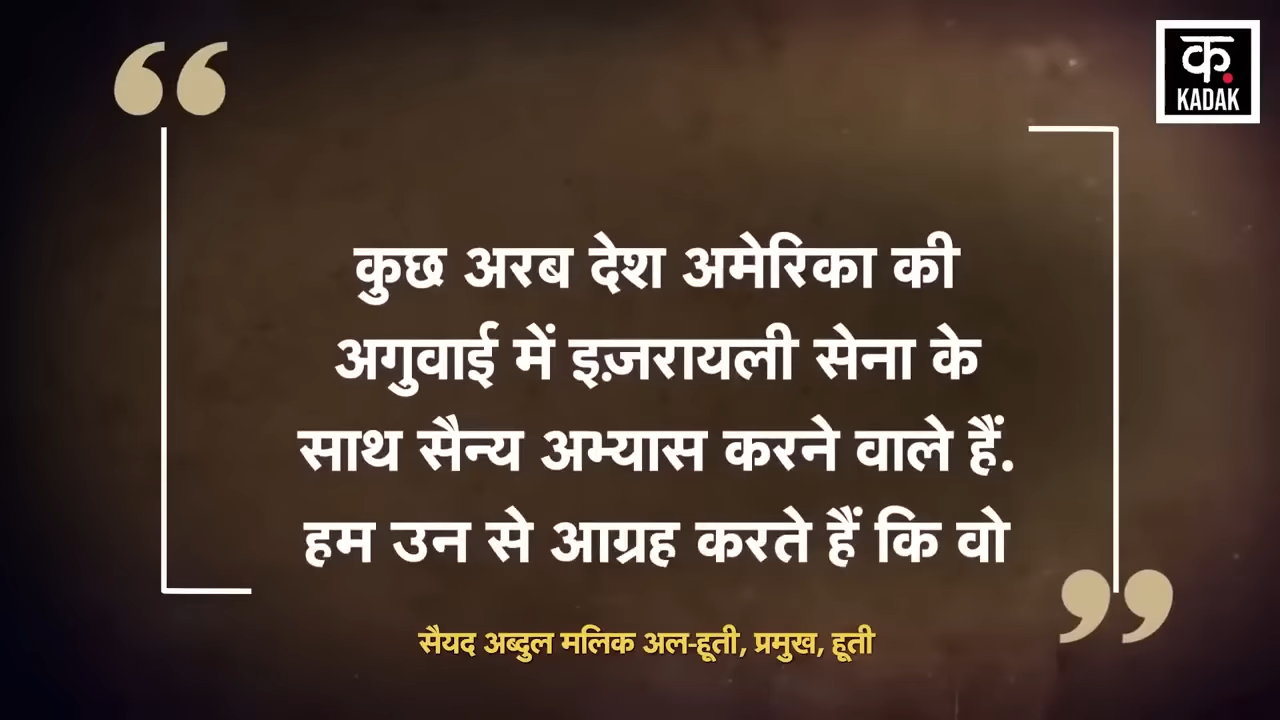 क
KADAK
कुछ अरब देश अमेरिका की
अगुवाई में इज़रायली सेना के
साथ सैन्य अभ्यास करने वाले हैं.
हम उन से आग्रह करते हैं कि वो
सैयद अब्दुल मलिक अल-हूती, प्रमुख, हूती